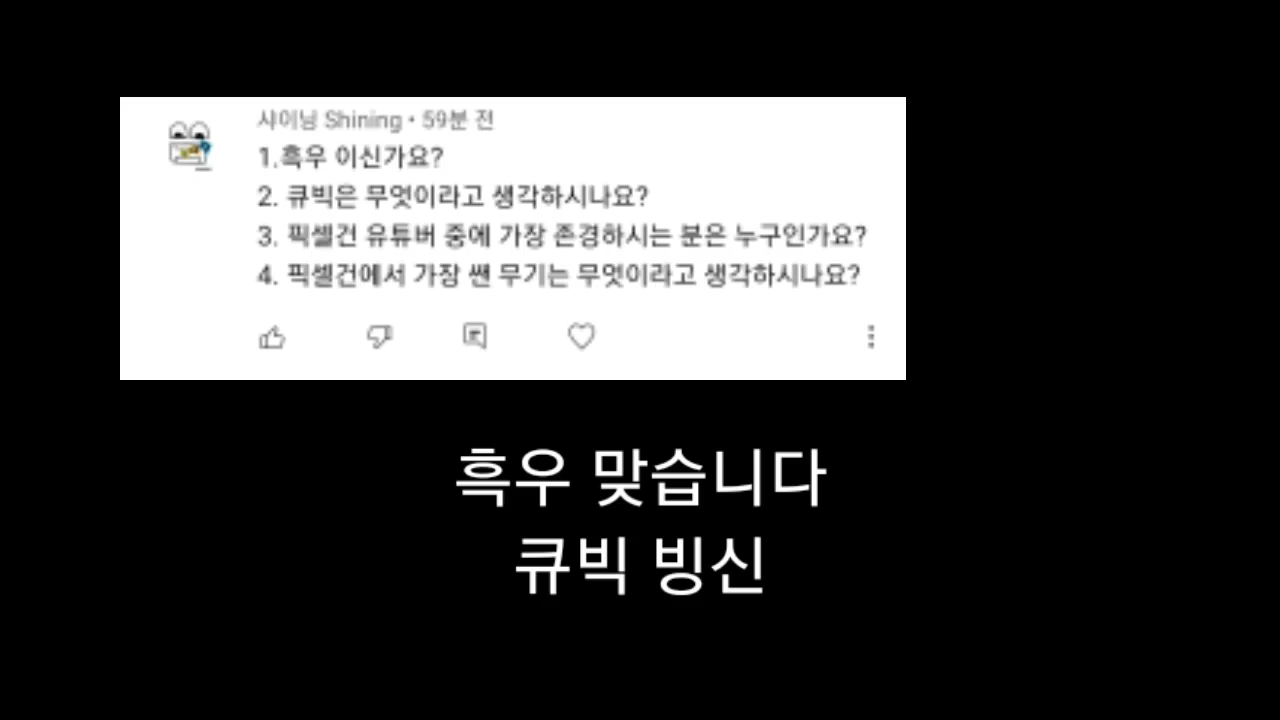 샤이닝 Shining • 59분 전
1.흑우 이신가요?
2. 큐빅은 무엇이라고 생각하시나요?
3. 픽셀건 유튜버 중에 가장 존경하시는 분은 누구인가요?
4. 픽셀건에서 가장 쎈 무기는 무엇이라고 생각하시나요?
흑우 맞습니다
큐빅 빙신